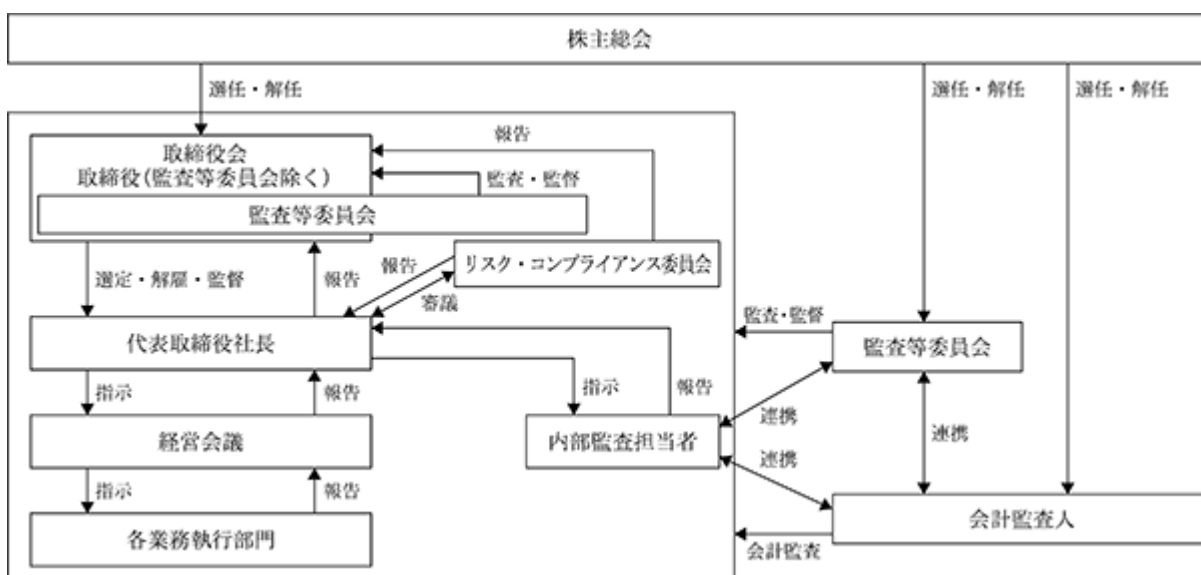 株主総会
選任・解任
選任・解任
選任・解任
報告
取締役会
取締役(監査等委員会除く)
監査・監督
監査等委員会
リスク・コンプライアンス委員会
選定・解雇・監督
報告
報告
審議
代表取締役社長
監査・監督
監査等委員会
指示
報告
指示
報告
経営会議
内部監査担当者
連携
連携
連携
指示
報告
各業務執行部門
会計監査人
会計監査